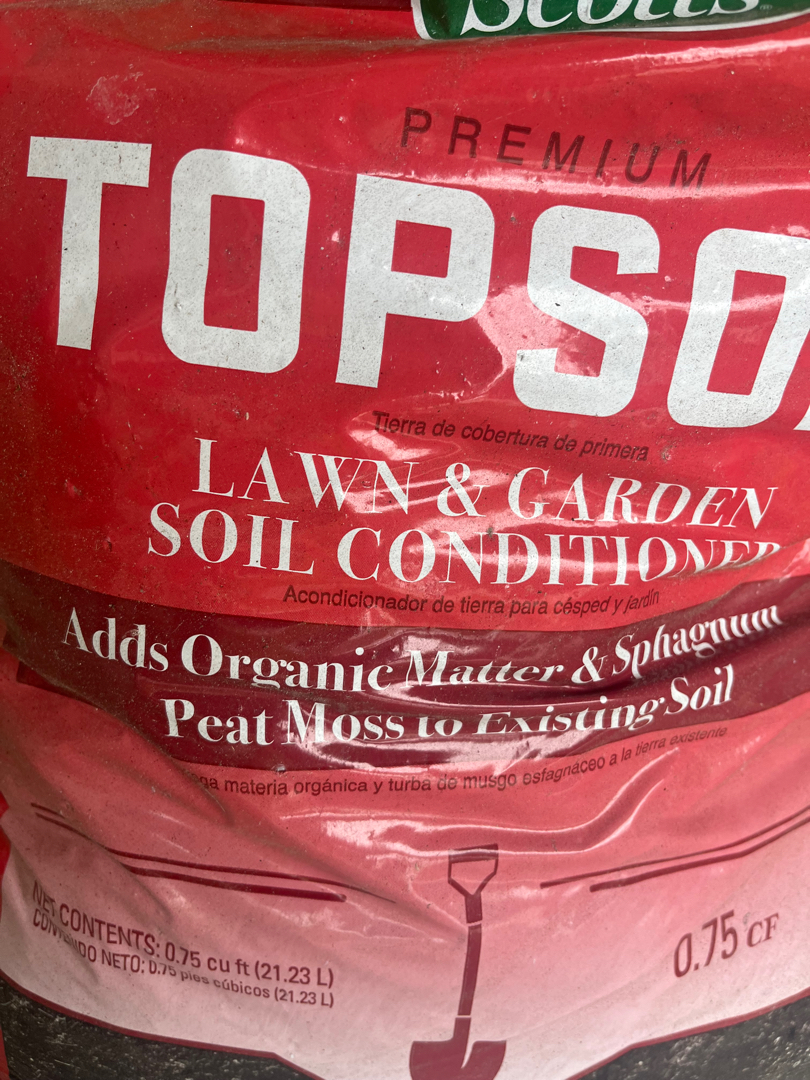 Scotts
PREMIUM
TOPSO
Tierra de cobertura de primera
LAWN & GARDEN
SOIL CONDITIONER
Acondicionador de tierra para césped y jardín
Adds Organic Matter & Sphagnum
Peat Moss to Existing Soil
ga materia orgánica y turba de musgo esfagnáceo a la tierra existente
NET CONTENTS: 0.75 cu ft (21.23 L)
CONTENIDO NETO: 0.75 pies cúbicos (21.23 L)
0.75 CF